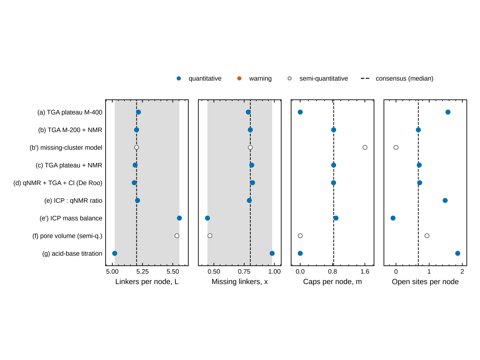 quantitative warning semi-quantitative consensus (median)
(a) TGA plateau M-400
(b) TGA M-200 + NMR
(b') missing-cluster model
(c) TGA plateau + NMR
(d) qNMR + TGA + Cl (De Roo)
(e) ICP : qNMR ratio
(e') ICP mass balance
(f) pore volume (semi-q.)
(g) acid-base titration
5.00 5.25 5.50 0.50 0.75 1.00 0.0 0.8 1.6 0 1 2
Linkers per node, L Missing linkers, x Caps per node, m Open sites per node